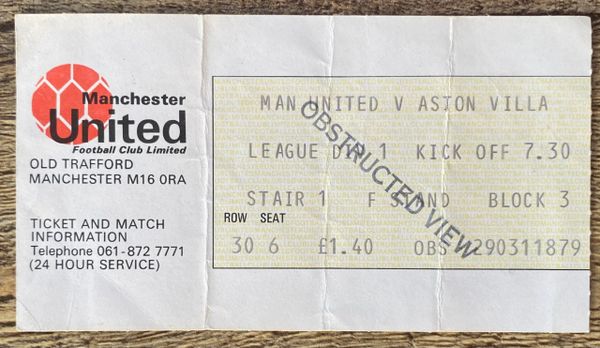 Manchester
United
Football Club Limited
OLD TRAFFORD
MANCHESTER M16 0RA
TICKET AND MATCH
INFORMATION
Telephone 061-872 7771
(24 HOUR SERVICE)
MAN UNITED V ASTON VILLA
LEAGUE DIV 1 KICK OFF 7.30
STAIR 1 F STAND BLOCK 3
ROW SEAT
30 6 £1.40 OBS 1290311879
OBSTRUCTED VIEW